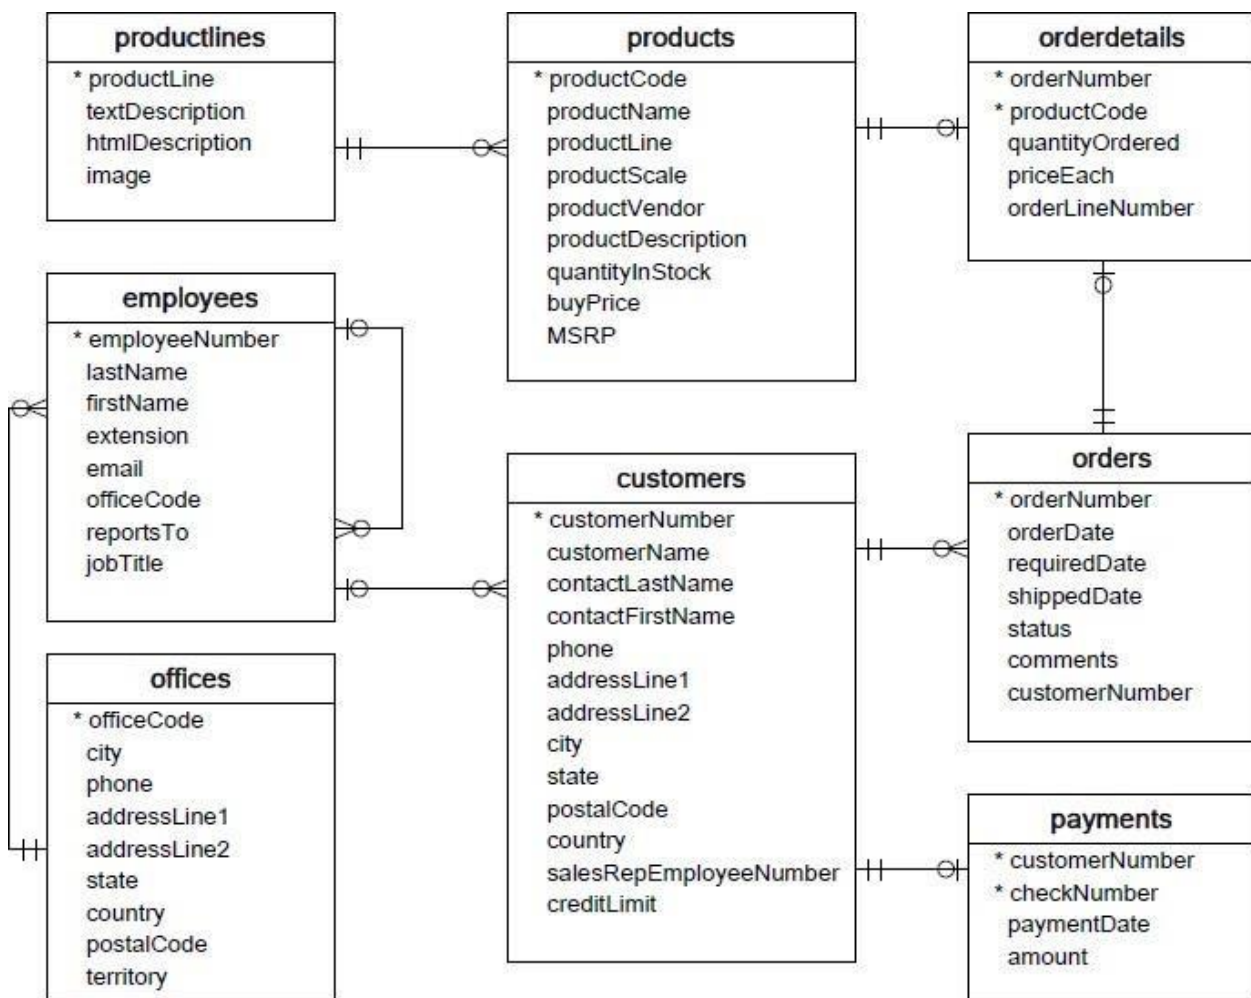 productlines
* productLine
textDescription
htmlDescription
image
products
* productCode
productName
productLine
productScale
productVendor
productDescription
quantityInStock
buyPrice
MSRP
orderdetails
* orderNumber
* productCode
quantityOrdered
priceEach
orderLineNumber
employees
* employeeNumber
lastName
firstName
extension
email
officeCode
reportsTo
jobTitle
customers
* customerNumber
customerName
contactLastName
contactFirstName
phone
addressLine1
addressLine2
city
state
postalCode
country
salesRepEmployeeNumber
creditLimit
orders
* orderNumber
orderDate
requiredDate
shippedDate
status
comments
customerNumber
offices
* officeCode
city
phone
addressLine1
addressLine2
state
country
postalCode
territory
payments
* customerNumber
* checkNumber
paymentDate
amount